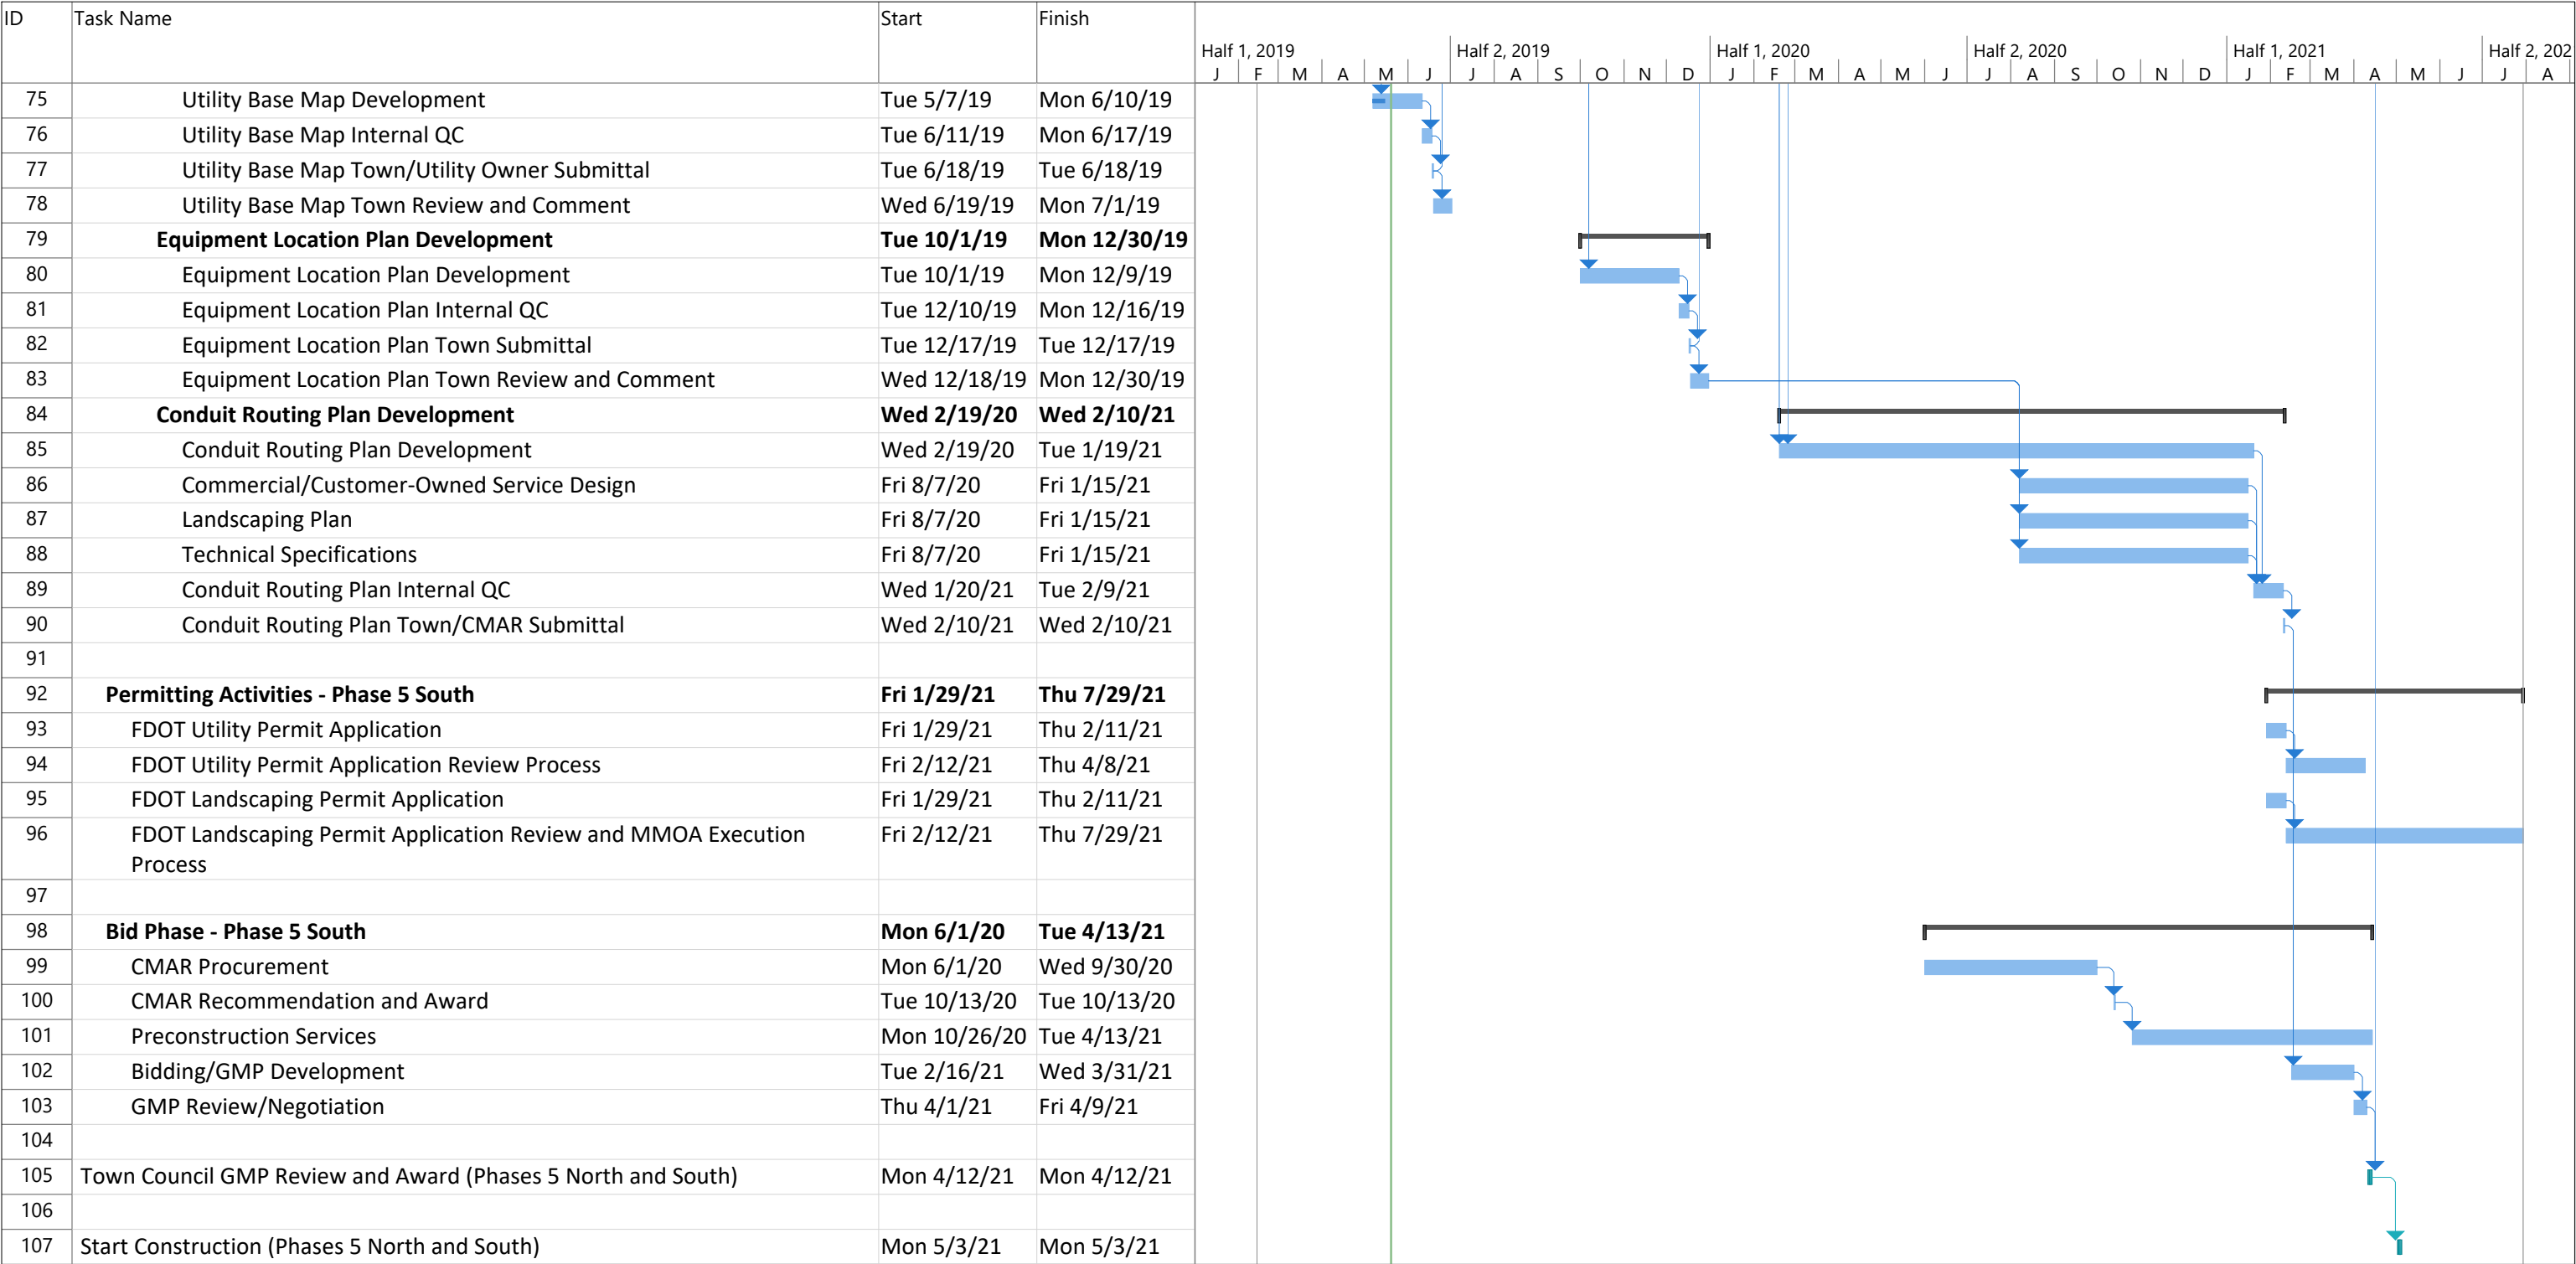 ID Task Name Start Finish
Half 1, 2019 Half 2, 2019 Half 1, 2020 Half 2, 2020 Half 1, 2021 Half 2, 202
J F M A M J J A S O N D J F M A M J J A S O N D J F M A M J J A
75 Utility Base Map Development Tue 5/7/19 Mon 6/10/19
76 Utility Base Map Internal QC Tue 6/11/19 Mon 6/17/19
77 Utility Base Map Town/Utility Owner Submittal Tue 6/18/19 Tue 6/18/19
78 Utility Base Map Town Review and Comment Wed 6/19/19 Mon 7/1/19
79 Equipment Location Plan Development Tue 10/1/19 Mon 12/30/19
80 Equipment Location Plan Development Tue 10/1/19 Mon 12/9/19
81 Equipment Location Plan Internal QC Tue 12/10/19 Mon 12/16/19
82 Equipment Location Plan Town Submittal Tue 12/17/19 Tue 12/17/19
83 Equipment Location Plan Town Review and Comment Wed 12/18/19 Mon 12/30/19
84 Conduit Routing Plan Development Wed 2/19/20 Wed 2/10/21
85 Conduit Routing Plan Development Wed 2/19/20 Tue 1/19/21
86 Commercial/Customer-Owned Service Design Fri 8/7/20 Fri 1/15/21
87 Landscaping Plan Fri 8/7/20 Fri 1/15/21
88 Technical Specifications Fri 8/7/20 Fri 1/15/21
89 Conduit Routing Plan Internal QC Wed 1/20/21 Tue 2/9/21
90 Conduit Routing Plan Town/CMAR Submittal Wed 2/10/21 Wed 2/10/21
91
92 Permitting Activities - Phase 5 South Fri 1/29/21 Thu 7/29/21
93 FDOT Utility Permit Application Fri 1/29/21 Thu 2/11/21
94 FDOT Utility Permit Application Review Process Fri 2/12/21 Thu 4/8/21
95 FDOT Landscaping Permit Application Fri 1/29/21 Thu 2/11/21
96 FDOT Landscaping Permit Application Review and MMOA Execution Fri 2/12/21 Thu 7/29/21
Process
97
98 Bid Phase - Phase 5 South Mon 6/1/20 Tue 4/13/21
99 CMAR Procurement Mon 6/1/20 Wed 9/30/20
100 CMAR Recommendation and Award Tue 10/13/20 Tue 10/13/20
101 Preconstruction Services Mon 10/26/20 Tue 4/13/21
102 Bidding/GMP Development Tue 2/16/21 Wed 3/31/21
103 GMP Review/Negotiation Thu 4/1/21 Fri 4/9/21
104
105 Town Council GMP Review and Award (Phases 5 North and South) Mon 4/12/21 Mon 4/12/21
106
107 Start Construction (Phases 5 North and South) Mon 5/3/21 Mon 5/3/21